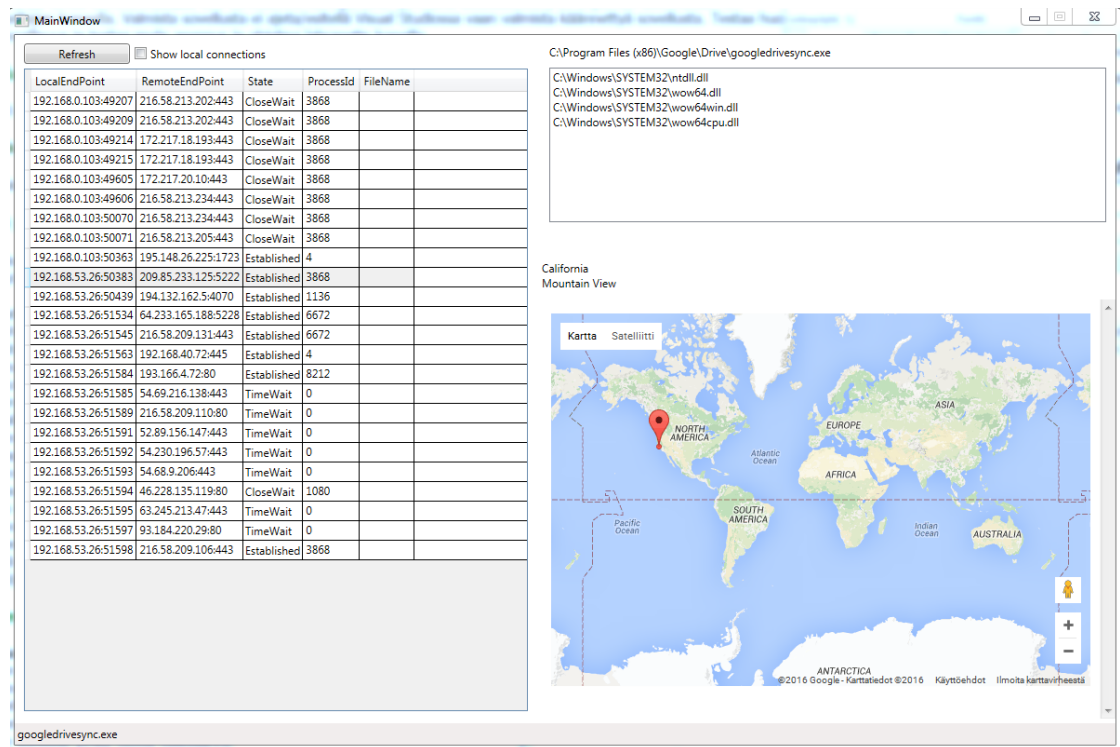 MainWindow
Refresh
Show local connections
LocalEndPoint RemoteEndPoint State ProcessId FileName
192.168.0.103:49207 216.58.213.202:443 CloseWait 3868
192.168.0.103:49209 216.58.213.202:443 CloseWait 3868
192.168.0.103:49214 172.217.18.193:443 CloseWait 3868
192.168.0.103:49215 172.217.18.193:443 CloseWait 3868
192.168.0.103:49605 172.217.20.10:443 CloseWait 3868
192.168.0.103:49606 216.58.213.234:443 CloseWait 3868
192.168.0.103:50070 216.58.213.234:443 CloseWait 3868
192.168.0.103:50071 216.58.213.205:443 CloseWait 3868
192.168.0.103:50363 195.148.26.225:1723 Established 4
192.168.53.26:50383 209.85.233.125:5222 Established 3868
192.168.53.26:50439 194.132.162.5:4070 Established 1136
192.168.53.26:51534 64.233.165.188:5228 Established 6672
192.168.53.26:51545 216.58.209.131:443 Established 6672
192.168.53.26:51563 192.168.40.72:445 Established 4
192.168.53.26:51584 193.166.4.72:80 Established 8212
192.168.53.26:51585 54.69.216.138:443 TimeWait 0
192.168.53.26:51589 216.58.209.110:80 TimeWait 0
192.168.53.26:51591 52.89.156.147:443 TimeWait 0
192.168.53.26:51592 54.230.196.57:443 TimeWait 0
192.168.53.26:51593 54.68.9.206:443 TimeWait 0
192.168.53.26:51594 46.228.135.119:80 CloseWait 1080
192.168.53.26:51595 63.245.213.47:443 TimeWait 0
192.168.53.26:51597 93.184.220.29:80 TimeWait 0
192.168.53.26:51598 216.58.209.106:443 Established 3868
C:\Program Files (x86)\Google\Drive\googledrivesync.exe
C:\Windows\SYSTEM32\ntdll.dll
C:\Windows\SYSTEM32\wow64.dll
C:\Windows\SYSTEM32\wow64win.dll
C:\Windows\SYSTEM32\wow64cpu.dll
California
Mountain View
Kartta Satelliitti
NORTH
AMERICA
Atlantic
Ocean
EUROPE
ASIA
AFRICA
SOUTH
AMERICA
Pacific
Ocean
Indian
Ocean
AUSTRALIA
ANTARCTICA
©2016 Google - Karttatiedot ©2016 Käyttöehdot Ilmoita karttavirheestä
googledrivesync.exe